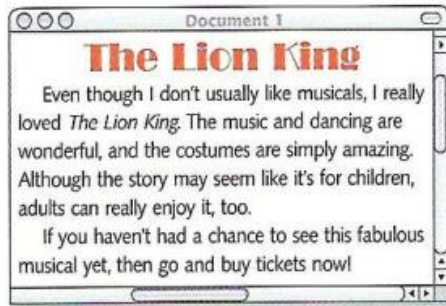 Document 1
The Lion King
Even though I don't usually like musicals, I really
loved The Lion King. The music and dancing are
wonderful, and the costumes are simply amazing.
Although the story may seem like it's for children,
adults can really enjoy it, too.
If you haven't had a chance to see this fabulous
musical yet, then go and buy tickets now!